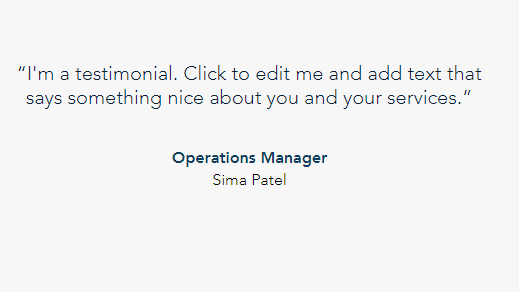 “I'm a testimonial. Click to edit me and add text that
says something nice about you and your services.”
Operations Manager
Sima Patel